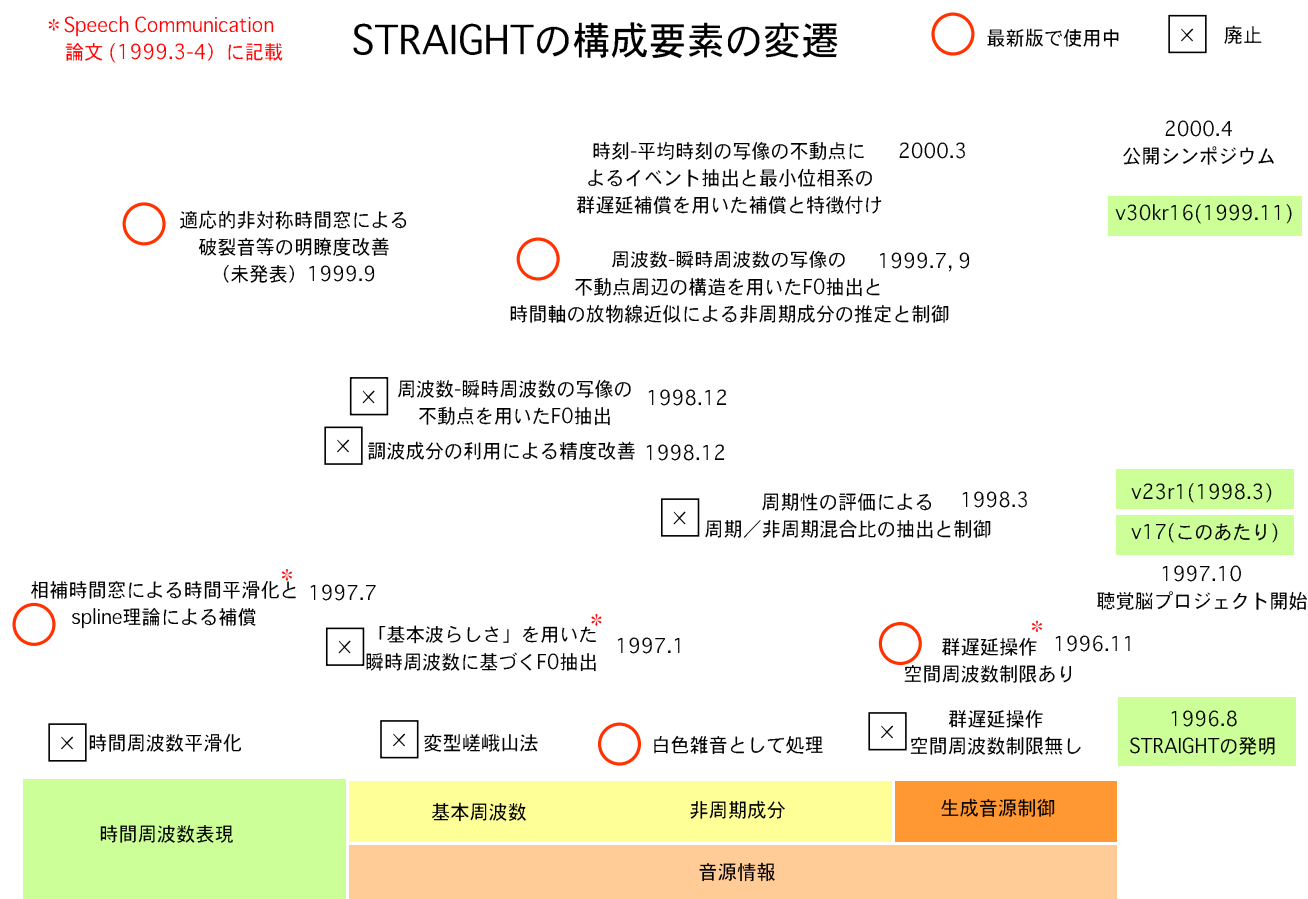 *Speech Communication
論文 (1999.3-4) に記載
STRAIGHTの構成要素の変遷
最新版で使用中
× 廃止
2000.4
公開シンポジウム
時刻-平均時刻の写像の不動点に 2000.3
よるイベント抽出と最小位相系の
群遅延補償を用いた補償と特徴付け
v30kr16(1999.11)
適応的非対称時間窓による
破裂音等の明瞭度改善
（未発表）1999.9
周波数-瞬時周波数の写像の 1999.7, 9
不動点周辺の構造を用いたF0抽出と
時間軸の放物線近似による非周期成分の推定と制御
× 周波数-瞬時周波数の写像の 1998.12
不動点を用いたF0抽出
× 調波成分の利用による精度改善 1998.12
v23r1(1998.3)
周期性の評価による 1998.3
× 周期／非周期混合比の抽出と制御
v17(このあたり)
1997.10
聴覚脳プロジェクト開始
相補時間窓による時間平滑化と* 1997.7
spline理論による補償
× 「基本波らしさ」を用いた* 1997.1
瞬時周波数に基づくF0抽出
群遅延操作* 1996.11
空間周波数制限あり
× 時間周波数平滑化
× 変型嵯峨山法
白色雑音として処理
× 群遅延操作
空間周波数制限無し
1996.8
STRAIGHTの発明
時間周波数表現
基本周波数
非周期成分
生成音源制御
音源情報